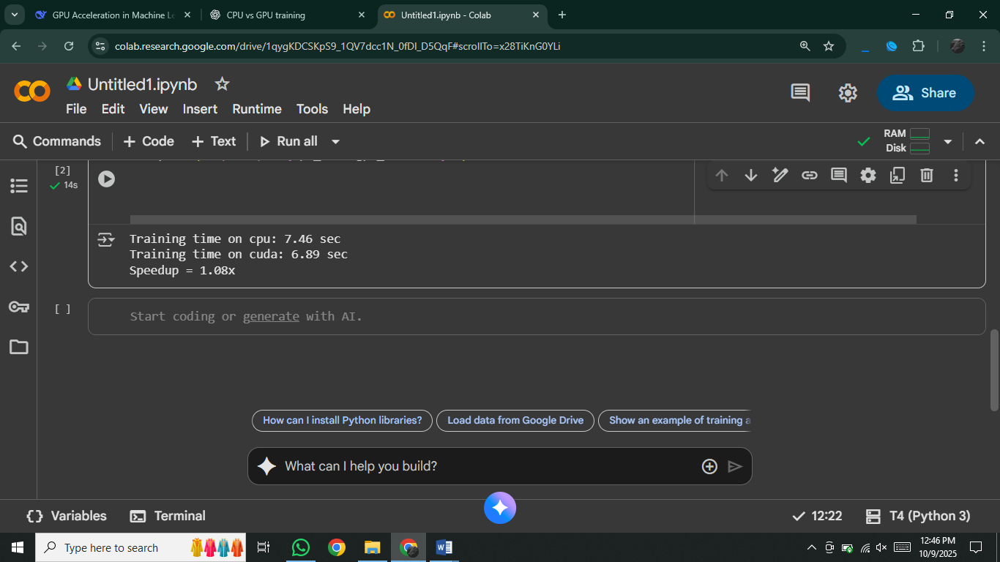 GPU Acceleration in Machine Le
CPU vs GPU training
Untitled1.ipynb - Colab
colab.research.google.com/drive/1qygKDCSKpS9_1QV7dcc1N_0fDl_D5QqF#scrollTo=x28TiKnG0YLi
Untitled1.ipynb
File Edit View Insert Runtime Tools Help
Share
Commands + Code + Text Run all
RAM
Disk
[2]
14s
Training time on cpu: 7.46 sec
Training time on cuda: 6.89 sec
Speedup = 1.08x
[ ]
Start coding or generate with AI.
How can I install Python libraries? Load data from Google Drive Show an example of training a
What can I help you build?
Variables Terminal 12:22 T4 (Python 3)
Type here to search
12:46 PM
10/9/2025